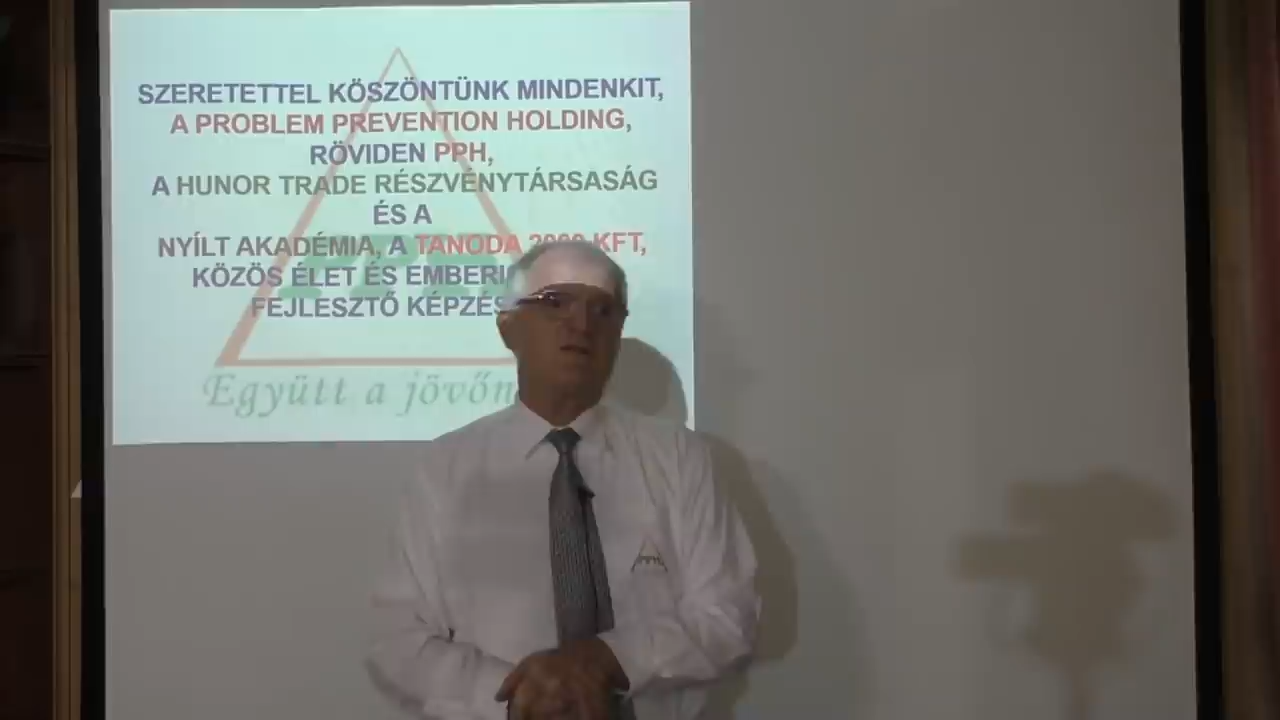 SZERETETTEL KÖSZÖNTÜNK MINDENKIT,
A PROBLEM PREVENTION HOLDING,
RÖVIDEN PPH,
A HUNOR TRADE RÉSZVÉNYTÁRSASÁG
ÉS A
NYÍLT AKADÉMIA, A TANODA KFT,
KÖZÖS ÉLET ÉS
FEJLESZTŐ
Együtt a